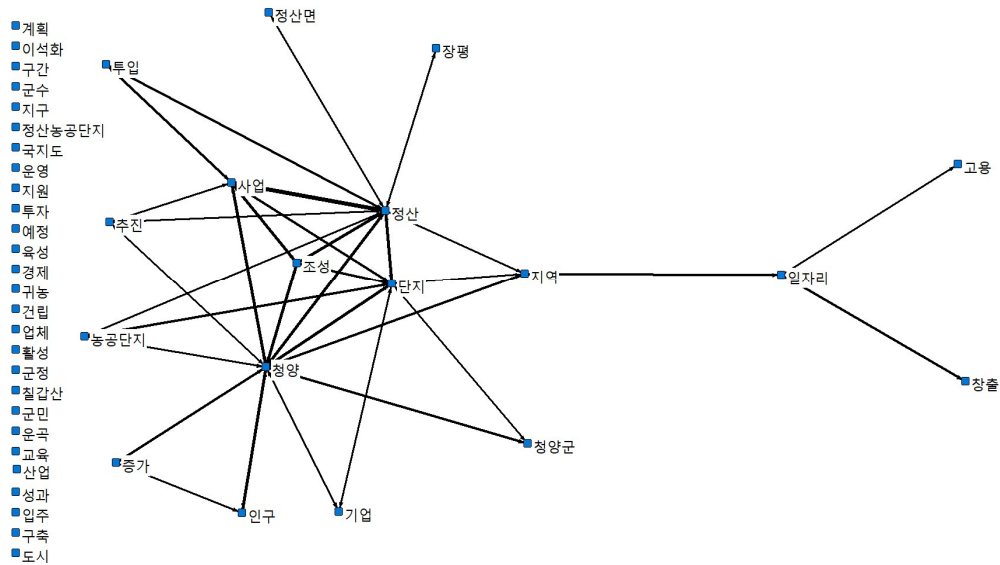 계획
이석화
구간
군수
지구
정산농공단지
국지도
운영
지원
투자
예정
육성
경제
귀농
건립
업체
활성
군정
칠갑산
군민
운곡
교육
산업
성과
입주
구축
도시
정산면
장평
투입
고용
사업
정산
추진
조성
지역
일자리
단지
농공단지
청양
창출
청양군
증가
인구
기업